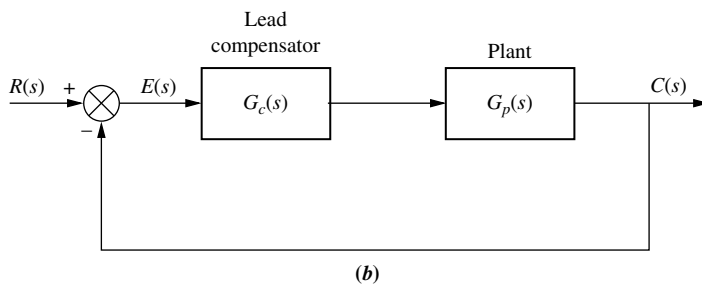 Lead
compensator
Plant
R(s)
+
E(s)
G_c(s)
G_p(s)
C(s)
−
(b)